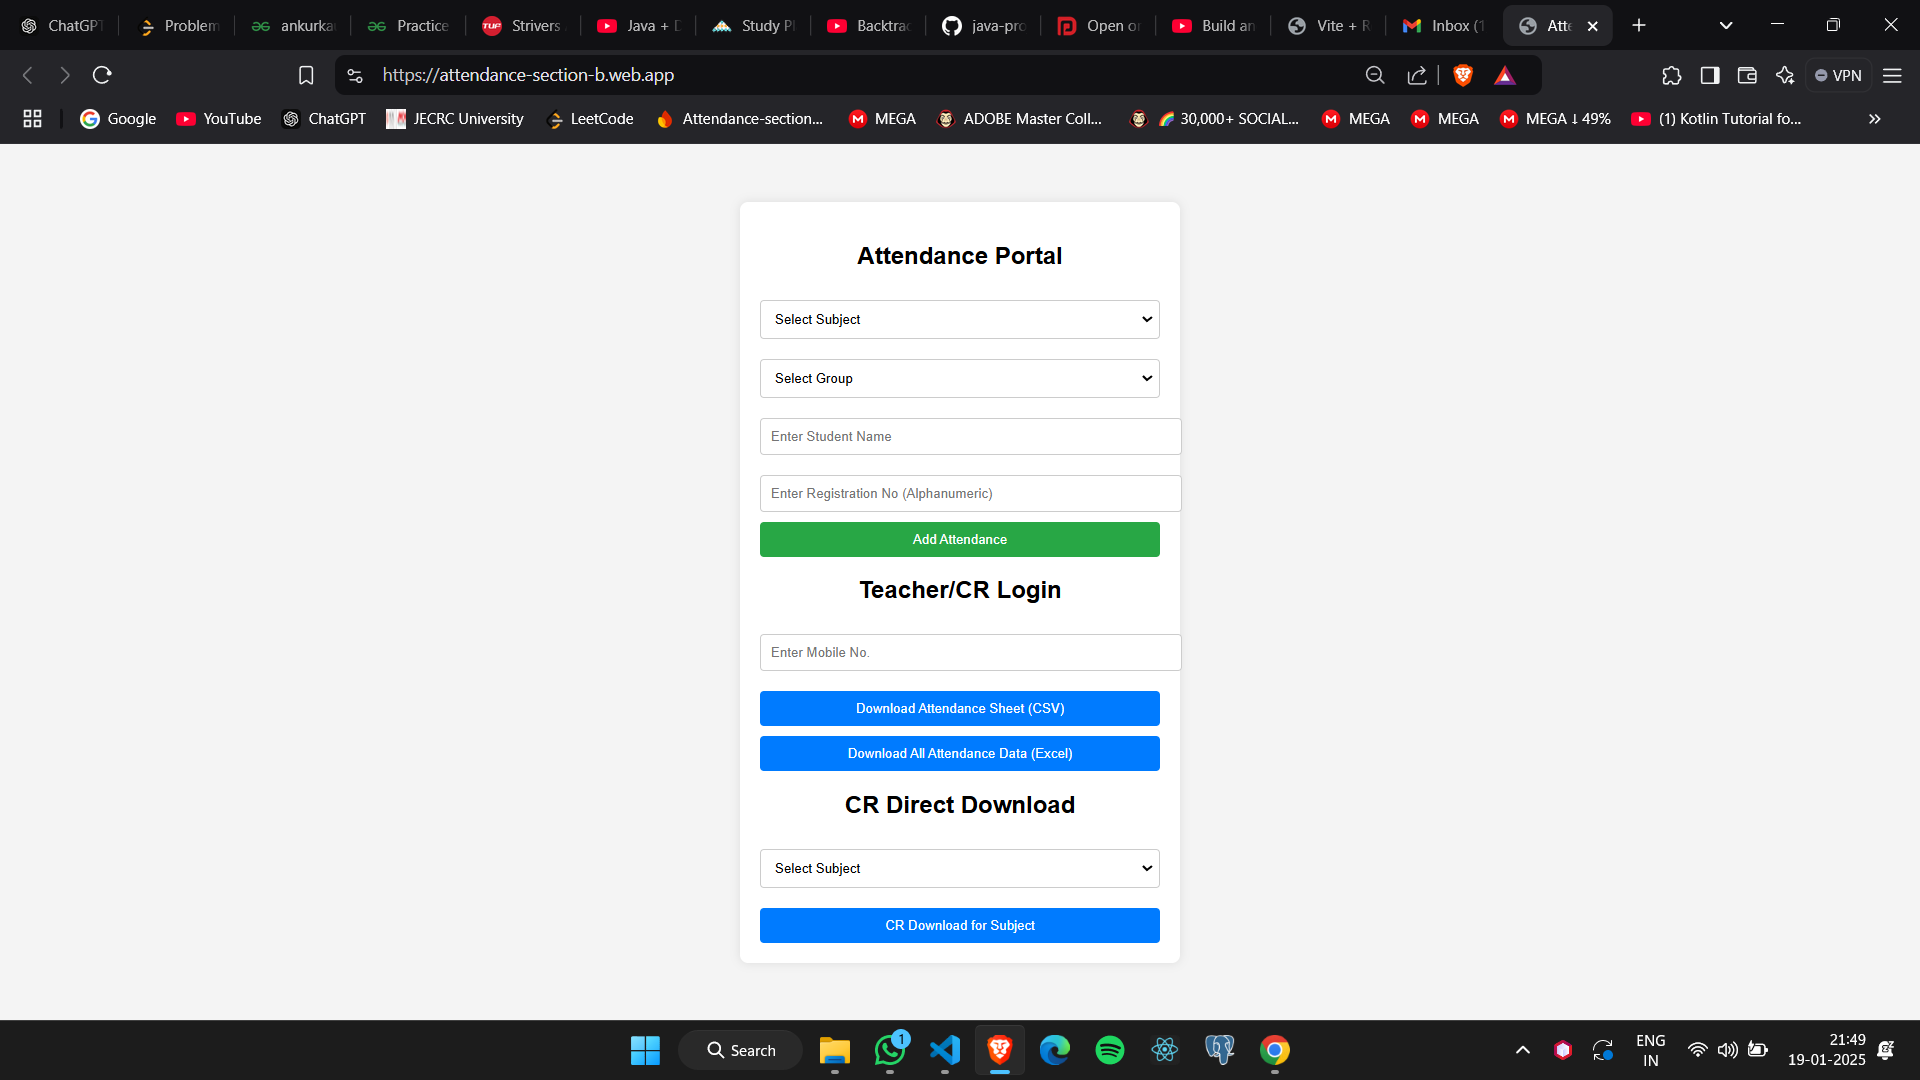 ChatGPT
Problem
ankurka
Practice
Strivers
Java + D
Study Pl
Backtrac
java-pro
Open or
Build an
Vite + R
Inbox (1
Atte
https://attendance-section-b.web.app
VPN
Google
YouTube
ChatGPT
JECRC University
LeetCode
Attendance-section...
MEGA
ADOBE Master Coll...
30,000+ SOCIAL...
MEGA
MEGA
MEGA ⭳ 49%
(1) Kotlin Tutorial fo...
Attendance Portal
Select Subject
Select Group
Enter Student Name
Enter Registration No (Alphanumeric)
Add Attendance
Teacher/CR Login
Enter Mobile No.
Download Attendance Sheet (CSV)
Download All Attendance Data (Excel)
CR Direct Download
Select Subject
CR Download for Subject
Search
1
ENG
IN
21:49
19-01-2025